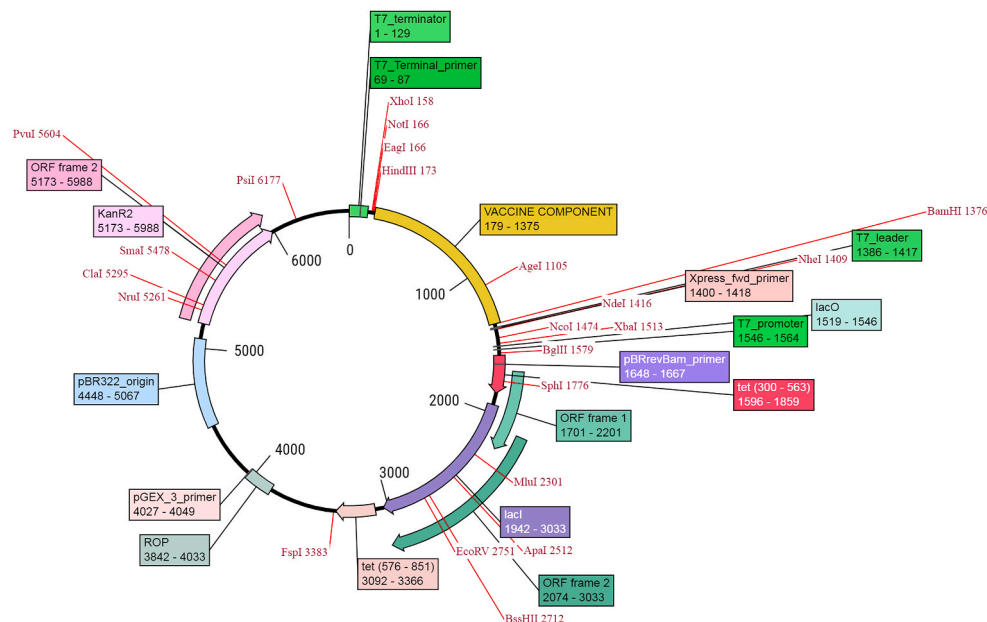 T7_terminator
1 - 129
T7_Terminal_primer
69 - 87
XhoI 158
NotI 166
EagI 166
HindIII 173
PvuI 5604
ORF frame 2
5173 - 5988
PsiI 6177
KanR2
5173 - 5988
SmaI 5478
ClaI 5295
NruI 5261
VACCINE COMPONENT
179 - 1375
BamHI 1376
T7_leader
1386 - 1417
NheI 1409
AgeI 1105
Xpress_fwd_primer
1400 - 1418
NdeI 1416
lacO
1519 - 1546
NcoI 1474
XbaI 1513
T7_promoter
1546 - 1564
BglII 1579
pBRrevBam_primer
1648 - 1667
SphI 1776
tet (300 - 563)
1596 - 1859
0
1000
2000
3000
4000
5000
6000
pBR322_origin
4448 - 5067
ORF frame 1
1701 - 2201
MluI 2301
pGEX_3_primer
4027 - 4049
lacI
1942 - 3033
ROP
3842 - 4033
FspI 3383
EcoRV 2751
ApaI 2512
tet (576 - 851)
3092 - 3366
ORF frame 2
2074 - 3033
BssHII 2712